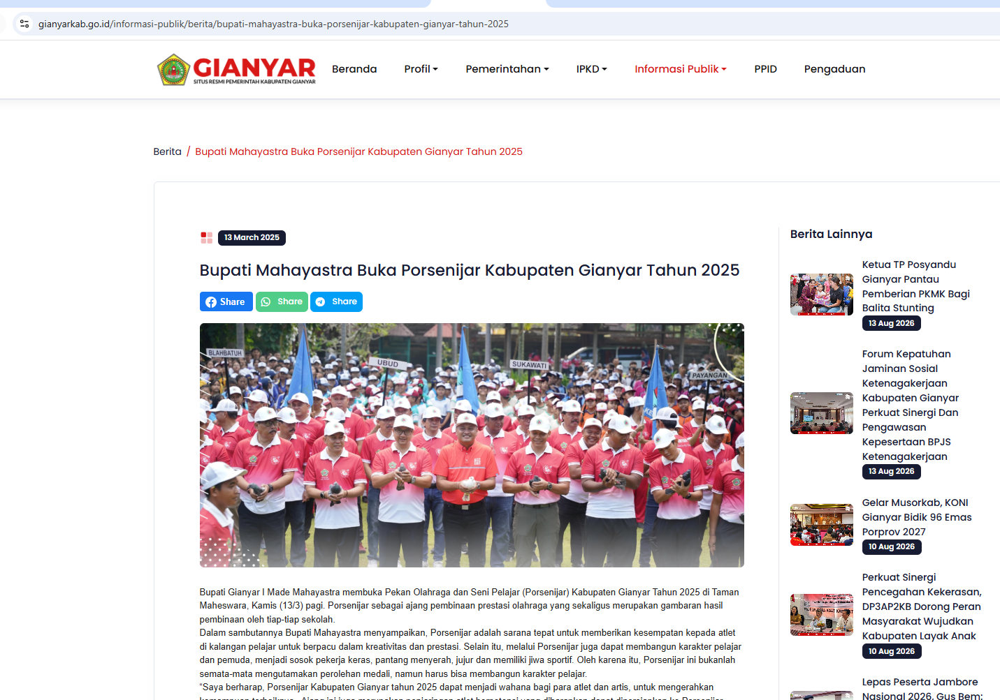 gianyarkab.go.id/informasi-publik/berita/bupati-mahayastra-buka-porsenijar-kabupaten-gianyar-tahun-2025
GIANYAR
SITUS RESMI PEMERINTAH KABUPATEN GIANYAR
Beranda
Profil
Pemerintahan
IPKD
Informasi Publik
PPID
Pengaduan
Berita / Bupati Mahayastra Buka Porsenijar Kabupaten Gianyar Tahun 2025
13 March 2025
Bupati Mahayastra Buka Porsenijar Kabupaten Gianyar Tahun 2025
Share
Share
Share
BLAHBATUH
UBUD
SUKAWATI
PAYANGAN
Bupati Gianyar I Made Mahayastra membuka Pekan Olahraga dan Seni Pelajar (Porsenijar) Kabupaten Gianyar Tahun 2025 di Taman
Maheswara, Kamis (13/3) pagi. Porsenijar sebagai ajang pembinaan prestasi olahraga yang sekaligus merupakan gambaran hasil
pembinaan oleh tiap-tiap sekolah.
Dalam sambutannya Bupati Mahayastra menyampaikan, Porsenijar adalah sarana tepat untuk memberikan kesempatan kepada atlet
di kalangan pelajar untuk berpacu dalam kreativitas dan prestasi. Selain itu, melalui Porsenijar juga dapat membangun karakter pelajar
dan pemuda, menjadi sosok pekerja keras, pantang menyerah, jujur dan memiliki jiwa sportif. Oleh karena itu, Porsenijar ini bukanlah
semata-mata mengutamakan perolehan medali, namun harus bisa membangun karakter pelajar.
“Saya berharap, Porsenijar Kabupaten Gianyar tahun 2025 dapat menjadi wahana bagi para atlet dan artis, untuk mengerahkan
Berita Lainnya
Ketua TP Posyandu
Gianyar Pantau
Pemberian PKMK Bagi
Balita Stunting
13 Aug 2026
Forum Kepatuhan
Jaminan Sosial
Ketenagakerjaan
Kabupaten Gianyar
Perkuat Sinergi Dan
Pengawasan
Kepesertaan BPJS
Ketenagakerjaan
13 Aug 2026
Gelar Musorkab, KONI
Gianyar Bidik 96 Emas
Porprov 2027
10 Aug 2026
Perkuat Sinergi
Pencegahan Kekerasan,
DP3AP2KB Dorong Peran
Masyarakat Wujudkan
Kabupaten Layak Anak
10 Aug 2026
Lepas Peserta Jambore
Nasional 2026, Gus Bem: